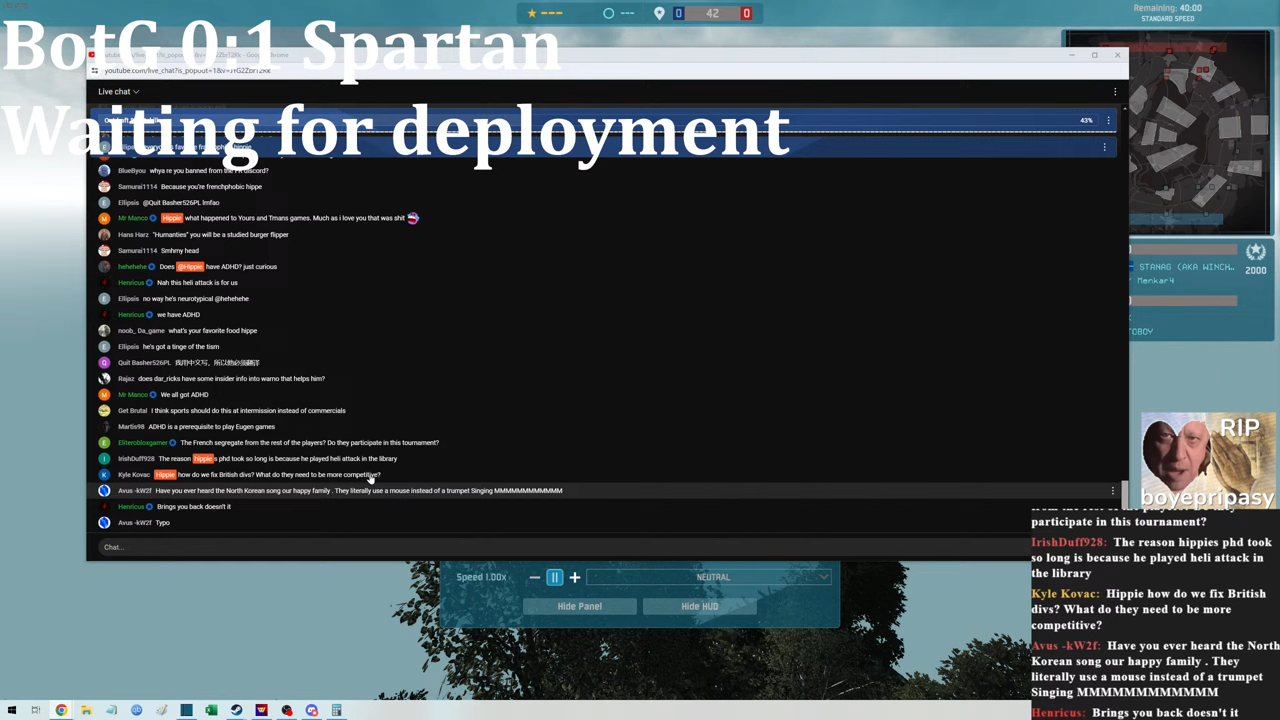 Remaining: 40:00
STANDARD SPEED
0 42 0
BotG 0:1 Spartan
Waiting for deployment
Live chat
43%
BlueByou whya re you banned from the discord?
Samurai1114 Because you're frenchphobic hippe
Ellipsis @Quit Basher526PL lmfao
Mr Manco Hippie what happened to Yours and Tmans games. Much as i love you that was shit
Hans Harz "Humanties" you will be a studied burger flipper
Samurai1114 Smhmy head
hehehehe Does @Hippie have ADHD? just curious
Henricus Nah this heli attack is for us
Ellipsis no way he's neurotypical @hehehehe
Henricus we have ADHD
noob_ Da_game what's your favorite food hippe
Ellipsis he's got a tinge of the tism
Quit Basher526PL
Rajaz does dar_ricks have some insider info into warno that helps him?
Mr Manco We all got ADHD
Get Brutal I think sports should do this at intermission instead of commercials
Martis98 ADHD is a prerequisite to play Eugen games
Eliterobloxgamer The French segregate from the rest of the players? Do they participate in this tournament?
IrishDuff928 The reason hippies phd took so long is because he played heli attack in the library
Kyle Kovac Hippie how do we fix British divs? What do they need to be more competitive?
Avus -kW2f Have you ever heard the North Korean song our happy family . They literally use a mouse instead of a trumpet Singing MMMMMMMMMMMM
Henricus Brings you back doesn't it
Avus -kW2f Typo
Chat...
STANAG (AKA WINCH...
Menkar4
2000
RIP
boyepripasy
Speed 1.00x
NEUTRAL
Hide Panel
Hide HUD
participate in this tournament?
IrishDuff928: The reason hippies phd took
so long is because he played heli attack in
the library
Kyle Kovac: Hippie how do we fix British
divs? What do they need to be more
competitive?
Avus -kW2f: Have you ever heard the North
Korean song our happy family . They
literally use a mouse instead of a trumpet
Singing MMMMMMMMMMMM
Henricus: Brings you back doesn't it